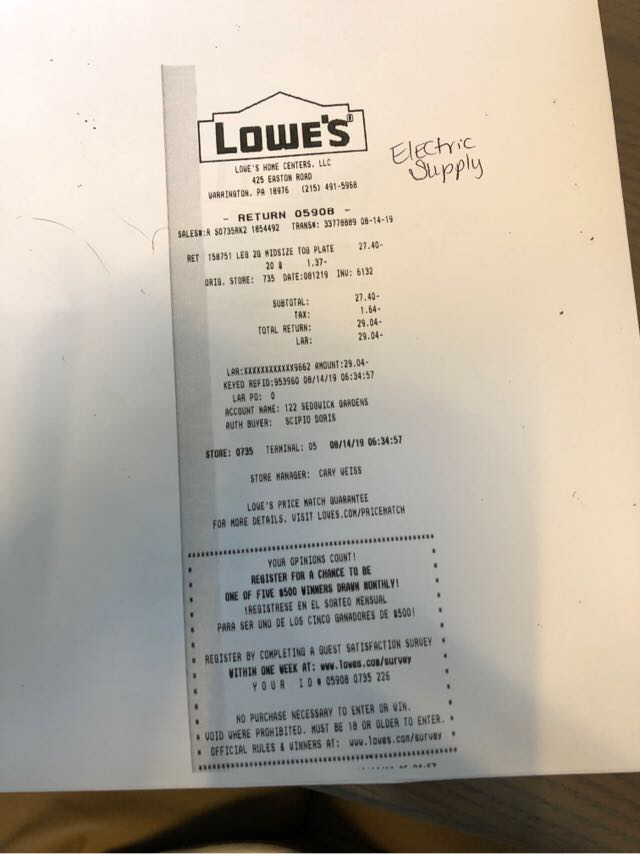 LOWE'S
LOWE'S HOME CENTERS, LLC
425 EASTON ROAD
WARRINGTON, PA 18976 (215) 491-5958
Electric
Supply
- RETURN 05908 -
SALES#:R S0735RK2 1854492 TRANS#: 33778889 08-14-19
RET 158751 LEG 2G MIDSIZE TOG PLATE 27.40-
20 @ 1.37-
ORIG. STORE: 735 DATE:081219 INV: 6132
SUBTOTAL: 27.40-
TAX: 1.64-
TOTAL RETURN: 29.04-
LAR: 29.04-
LAR:XXXXXXXXXXXX9662 AMOUNT:29.04-
KEYED REFID:953960 08/14/19 06:34:57
LAR PO: 0
ACCOUNT NAME: 122 SEDGWICK GARDENS
AUTH BUYER: SCIPIO DORIS
STORE: 0735 TERMINAL: 05 08/14/19 06:34:57
STORE MANAGER: CARY WEISS
LOWE'S PRICE MATCH GUARANTEE
FOR MORE DETAILS, VISIT LOWES.COM/PRICEMATCH
YOUR OPINIONS COUNT!
REGISTER FOR A CHANCE TO BE
ONE OF FIVE $500 WINNERS DRAWN MONTHLY!
¡REGISTRESE EN EL SORTEO MENSUAL
PARA SER UNO DE LOS CINCO GANADORES DE $500!
REGISTER BY COMPLETING A GUEST SATISFACTION SURVEY
WITHIN ONE WEEK AT: www.lowes.com/survey
Y O U R I D # 05908 0735 226
NO PURCHASE NECESSARY TO ENTER OR WIN.
VOID WHERE PROHIBITED. MUST BE 18 OR OLDER TO ENTER.
OFFICIAL RULES & WINNERS AT: www.lowes.com/survey